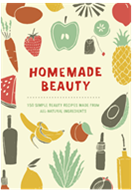 HOMEMADE
BEAUTY
150 SIMPLE BEAUTY RECIPES MADE FROM
ALL-NATURAL INGREDIENTS